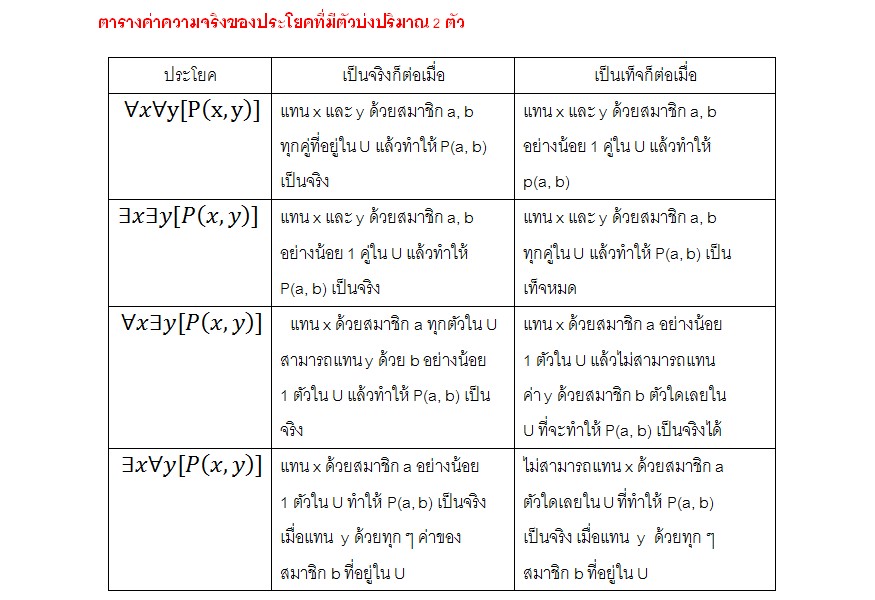 ตารางค่าความจริงของประโยคที่มีตัวบ่งปริมาณ 2 ตัว
ประโยค
เป็นจริงก็ต่อเมื่อ
เป็นเท็จก็ต่อเมื่อ
∀𝑥∀y[P(x,y)]
แทน x และ y ด้วยสมาชิก a, b
ทุกคู่ที่อยู่ใน U แล้วทำให้ P(a, b)
เป็นจริง
แทน x และ y ด้วยสมาชิก a, b
อย่างน้อย 1 คู่ใน U แล้วทำให้
p(a, b)
∃𝑥∃𝑦[𝑃(𝑥,𝑦)]
แทน x และ y ด้วยสมาชิก a, b
อย่างน้อย 1 คู่ใน U แล้วทำให้
P(a, b) เป็นจริง
แทน x และ y ด้วยสมาชิก a, b
ทุกคู่ใน U แล้วทำให้ P(a, b) เป็น
เท็จหมด
∀𝑥∃𝑦[𝑃(𝑥,𝑦)]
แทน x ด้วยสมาชิก a ทุกตัวใน U
สามารถแทน y ด้วย b อย่างน้อย
1 ตัวใน U แล้วทำให้ P(a, b) เป็น
จริง
แทน x ด้วยสมาชิก a อย่างน้อย
1 ตัวใน U แล้วไม่สามารถแทน
ค่า y ด้วยสมาชิก b ตัวใดเลยใน
U ที่จะทำให้ P(a, b) เป็นจริงได้
∃𝑥∀𝑦[𝑃(𝑥,𝑦)]
แทน x ด้วยสมาชิก a อย่างน้อย
1 ตัวใน U ทำให้ P(a, b) เป็นจริง
เมื่อแทน y ด้วยทุก ๆ ค่าของ
สมาชิก b ที่อยู่ใน U
ไม่สามารถแทน x ด้วยสมาชิก a
ตัวใดเลยใน U ที่ทำให้ P(a, b)
เป็นจริง เมื่อแทน y ด้วยทุก ๆ
สมาชิก b ที่อยู่ใน U